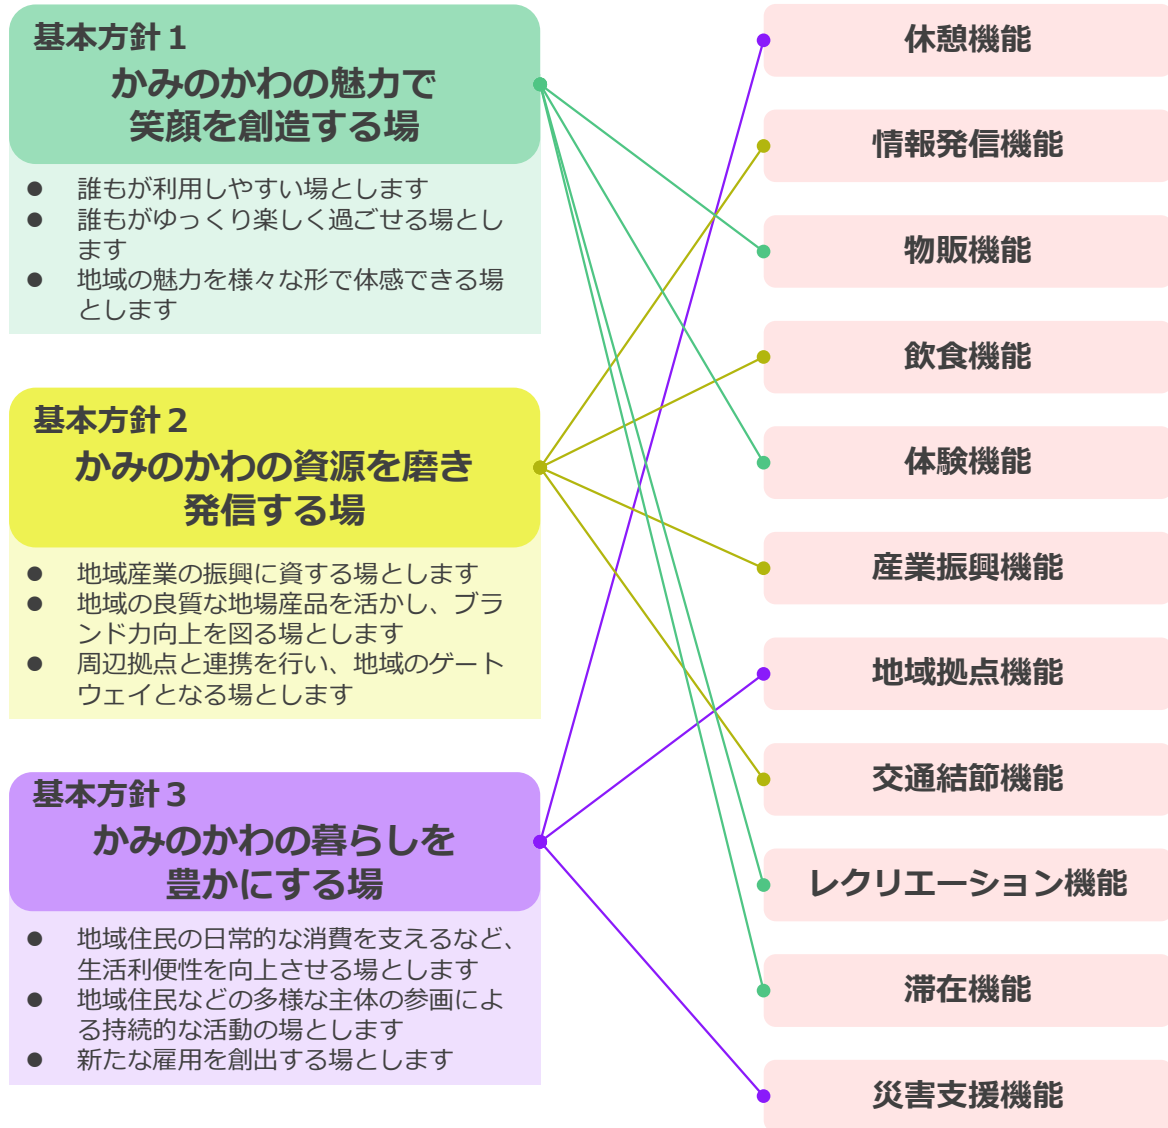 基本方針１
かみのかわの魅力で
笑顔を創造する場
● 誰もが利用しやすい場とします
● 誰もがゆっくり楽しく過ごせる場とし
ます
● 地域の魅力を様々な形で体感できる場
とします
基本方針２
かみのかわの資源を磨き
発信する場
● 地域産業の振興に資する場とします
● 地域の良質な地場産品を活かし、ブラ
ンド力向上を図る場とします
● 周辺拠点と連携を行い、地域のゲート
ウェイとなる場とします
基本方針３
かみのかわの暮らしを
豊かにする場
● 地域住民の日常的な消費を支えるなど、
生活利便性を向上させる場とします
● 地域住民などの多様な主体の参画によ
る持続的な活動の場とします
● 新たな雇用を創出する場とします
休憩機能
情報発信機能
物販機能
飲食機能
体験機能
産業振興機能
地域拠点機能
交通結節機能
レクリエーション機能
滞在機能
災害支援機能